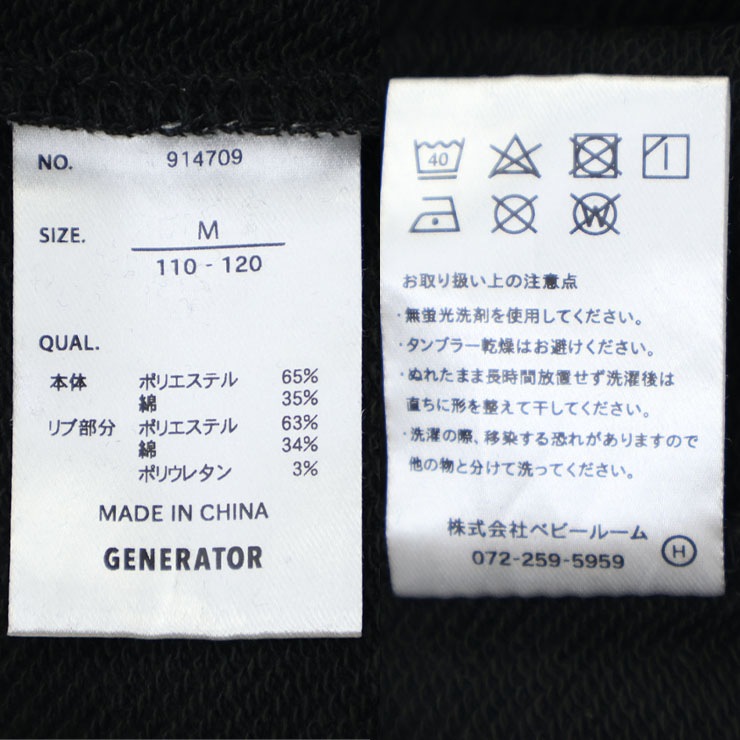 NO. 914709
SIZE. M
110 - 120
QUAL.
本体 ポリエステル 65%
綿 35%
リブ部分 ポリエステル 63%
綿 34%
ポリウレタン 3%
MADE IN CHINA
GENERATOR
40
W
お取り扱い上の注意点
・無蛍光洗剤を使用してください。
・タンブラー乾燥はお避けください。
・ぬれたまま長時間放置せず洗濯後は
直ちに形を整えて干してください。
・洗濯の際、移染する恐れがありますので
他の物と分けて洗ってください。
株式会社ベビールーム
072-259-5959 H